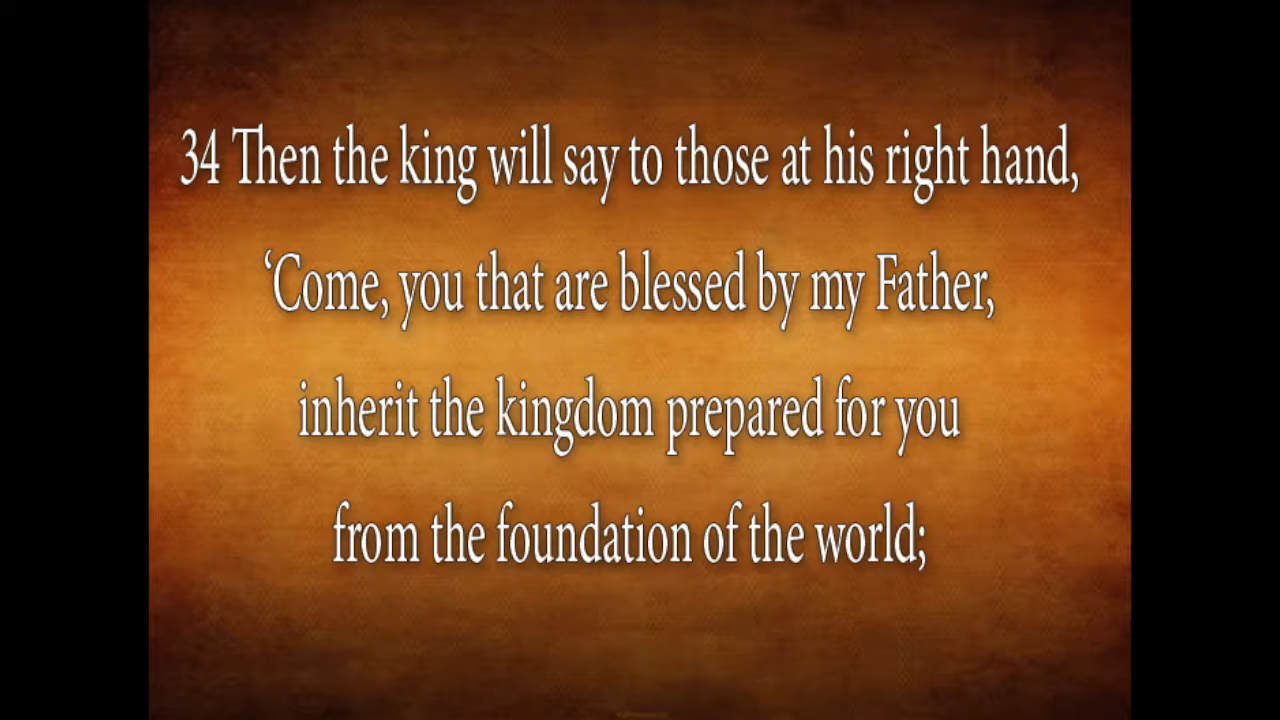 34 Then the king will say to those at his right hand,
‘Come, you that are blessed by my Father,
inherit the kingdom prepared for you
from the foundation of the world;